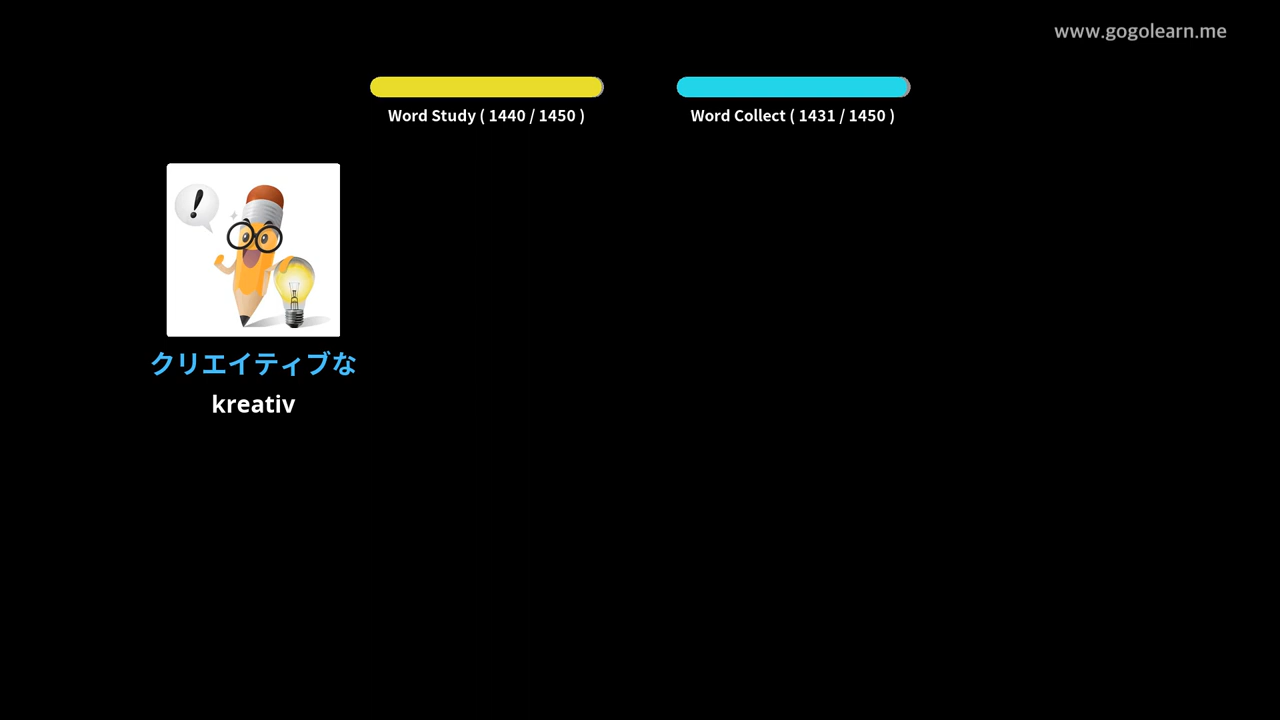 www.gogolearn.me
Word Study ( 1440 / 1450 )
Word Collect ( 1431 / 1450 )
!
クリエイティブな
kreativ